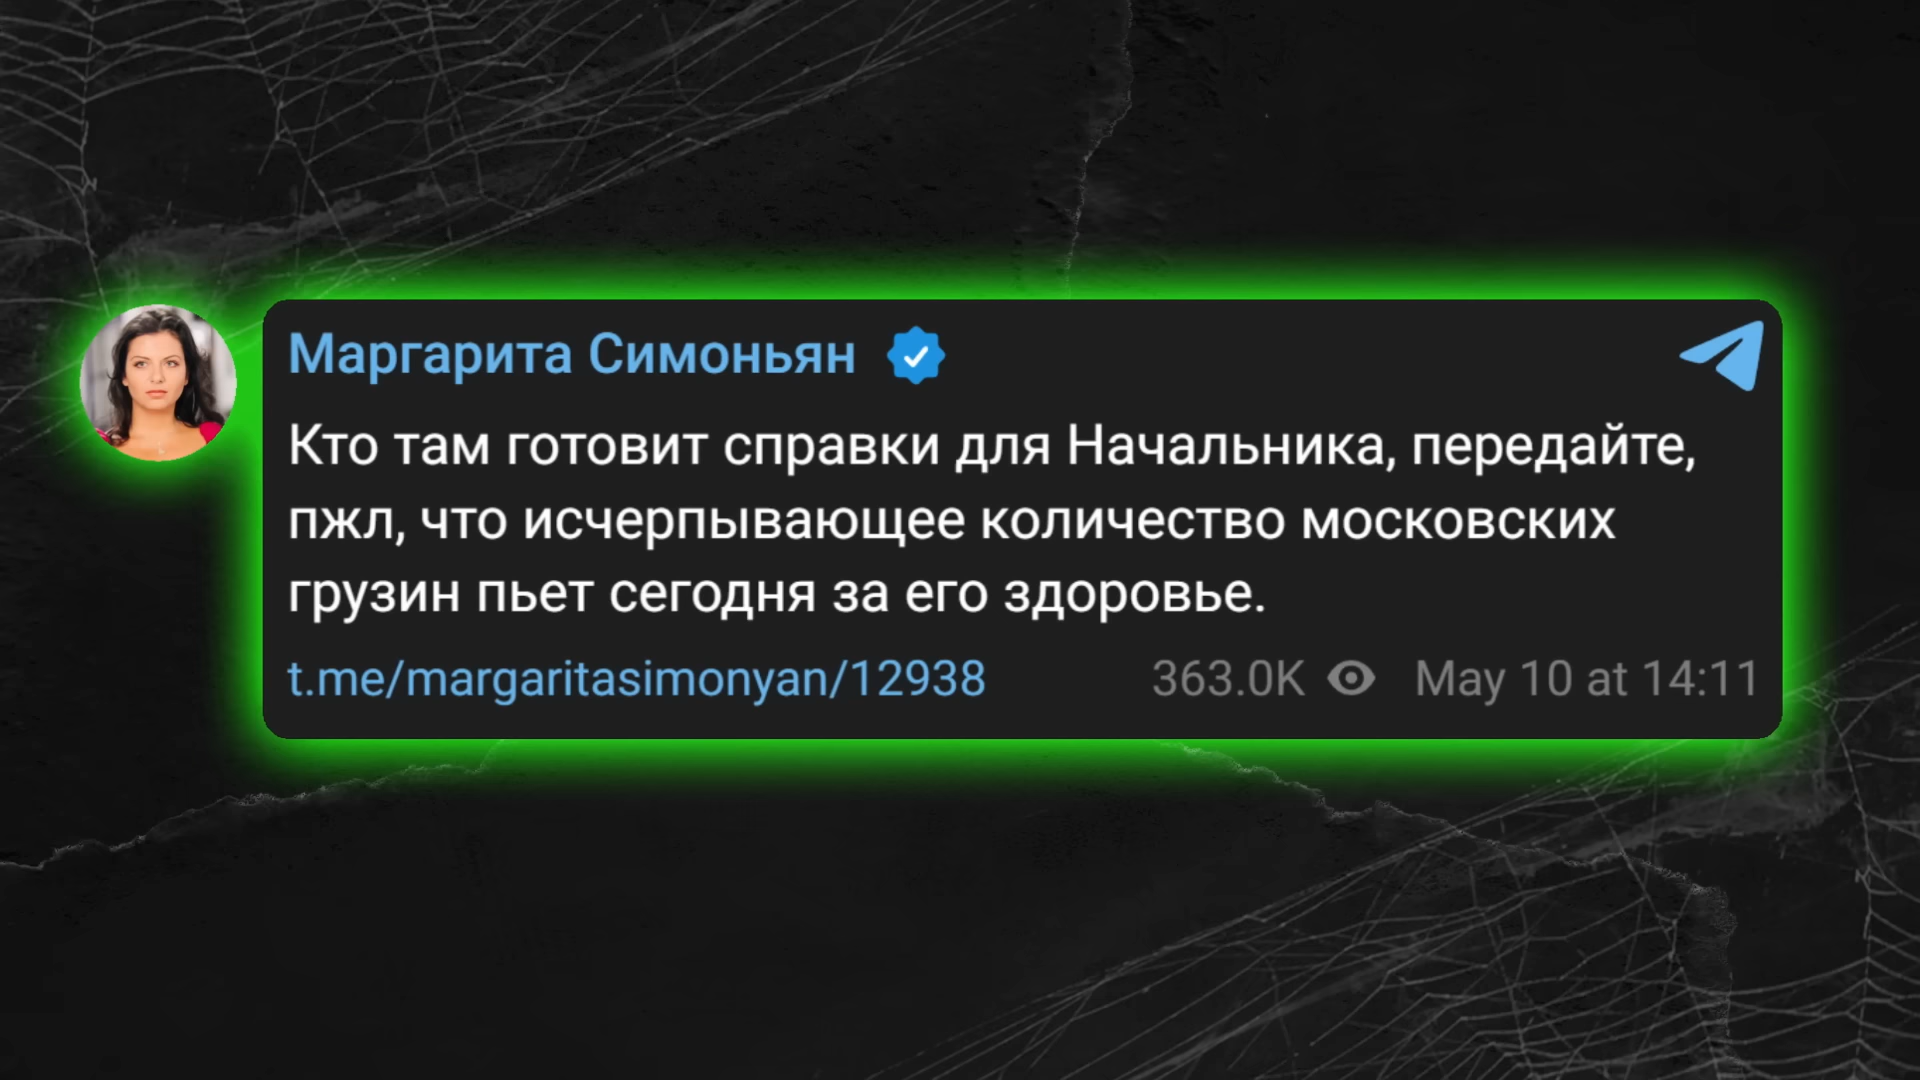 Маргарита Симоньян
Кто там готовит справки для Начальника, передайте,
пжл, что исчерпывающее количество московских
грузин пьет сегодня за его здоровье.
t.me/margaritasimonyan/12938 363.0K May 10 at 14:11